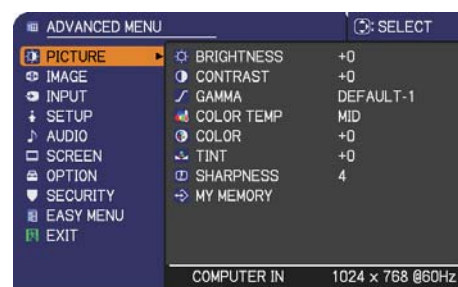 ADVANCED MENU
: SELECT
PICTURE
IMAGE
INPUT
SETUP
AUDIO
SCREEN
OPTION
SECURITY
EASY MENU
EXIT
BRIGHTNESS +0
CONTRAST +0
GAMMA DEFAULT-1
COLOR TEMP MID
COLOR +0
TINT +0
SHARPNESS 4
MY MEMORY
COMPUTER IN 1024 x 768 @60Hz